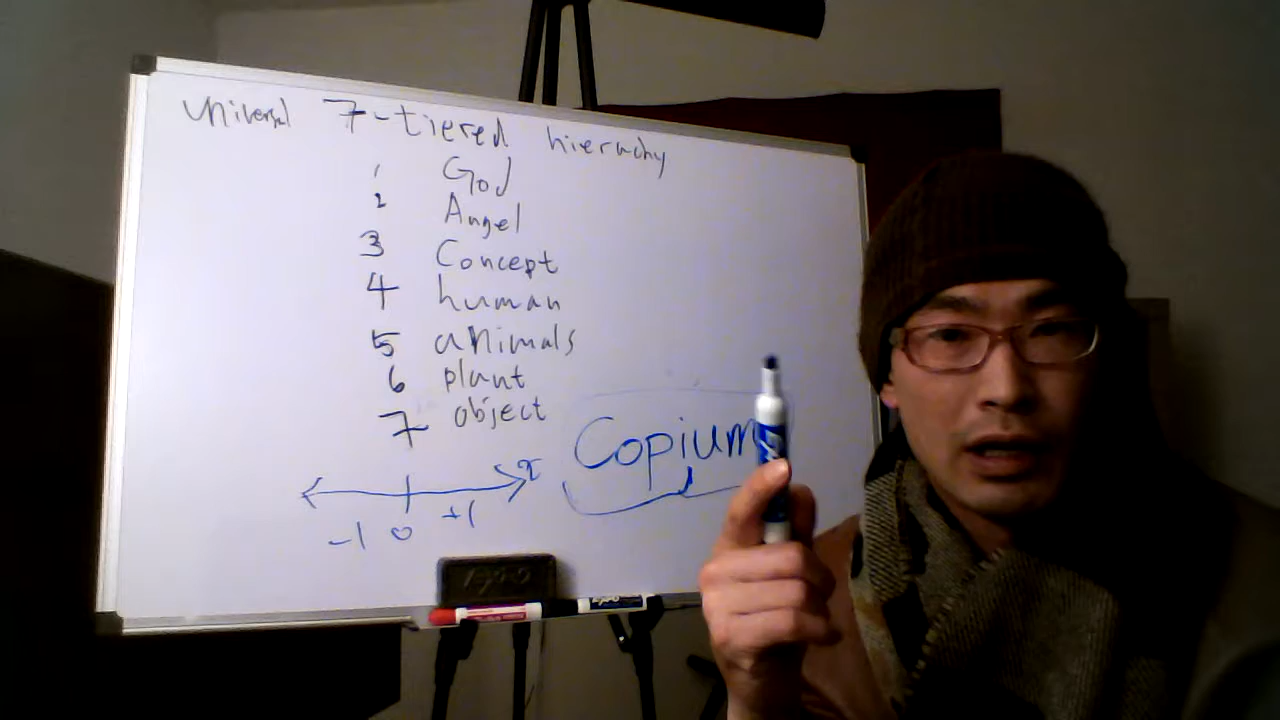 universal 7-tiered hierachy
1 God
2 Angel
3 Concept
4 human
5 animals
6 plant
7 object
Copium
x
-1 0 +1